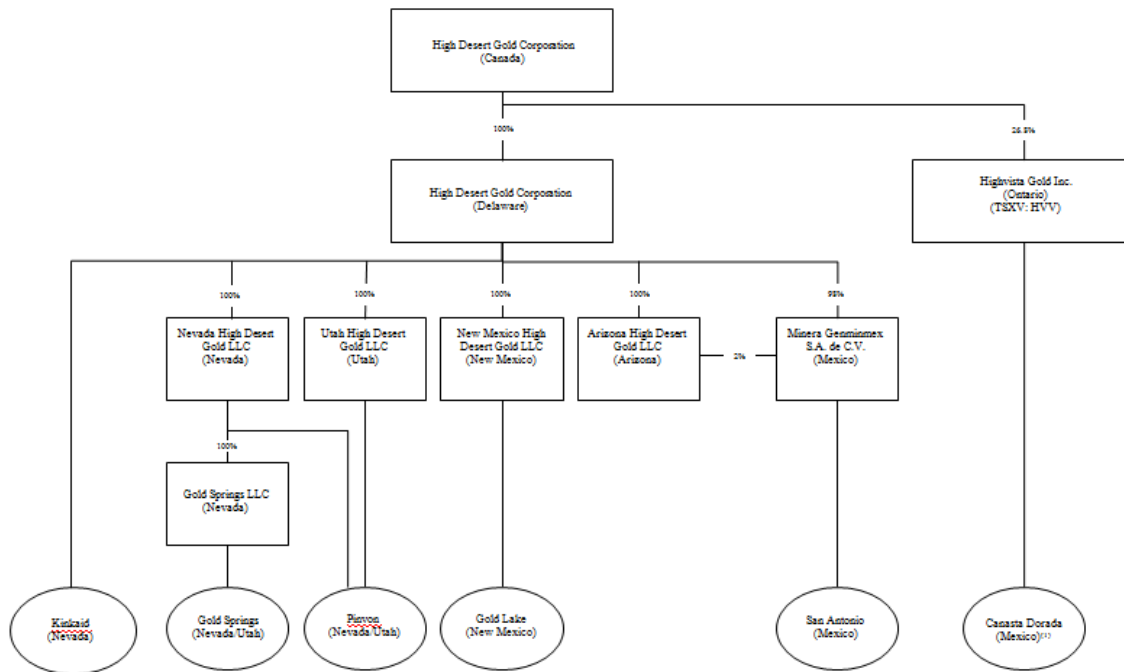 High Desert Gold Corporation
(Canada)
100%
26.8%
High Desert Gold Corporation
(Delaware)
Highvista Gold Inc.
(Ontario)
(TSXV: HVV)
100%
100%
100%
100%
98%
Nevada High Desert
Gold LLC
(Nevada)
Utah High Desert
Gold LLC
(Utah)
New Mexico High
Desert Gold LLC
(New Mexico)
Arizona High Desert
Gold LLC
(Arizona)
2%
Minera Genminmex
S.A. de C.V.
(Mexico)
100%
Gold Springs LLC
(Nevada)
Kinkaid
(Nevada)
Gold Springs
(Nevada/Utah)
Pinvon
(Nevada/Utah)
Gold Lake
(New Mexico)
San Antonio
(Mexico)
Canasta Dorada
(Mexico)(1)